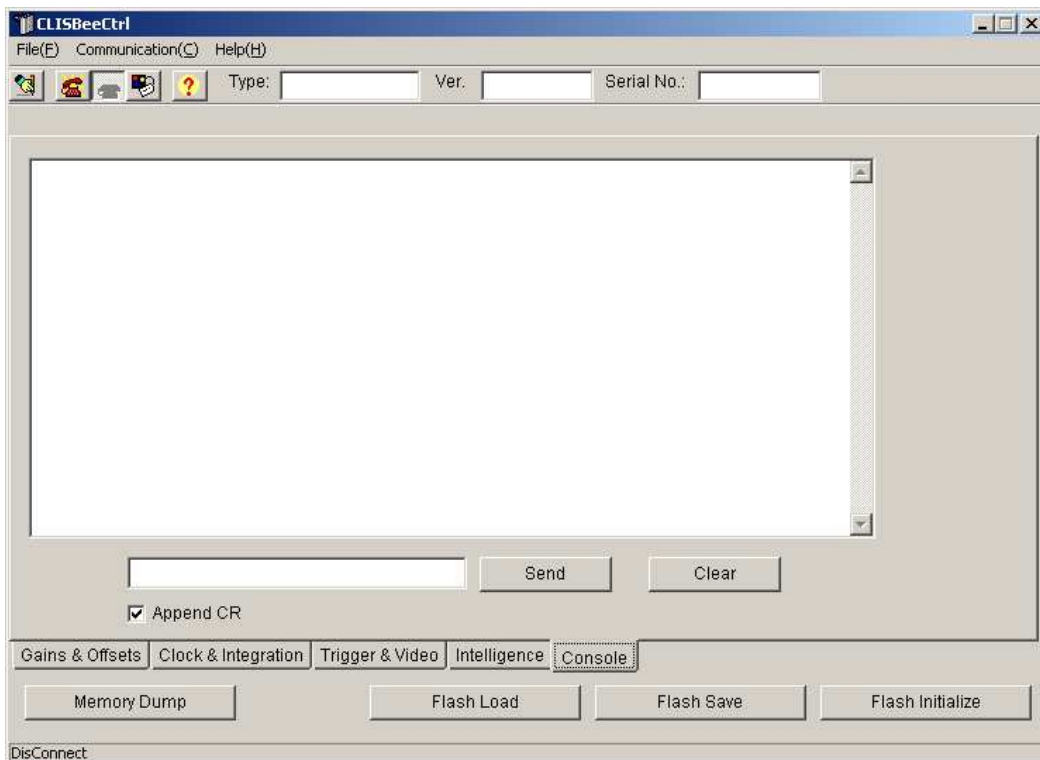 CLISBeeCtrl
File(F) Communication(C) Help(H)
Type: Ver. Serial No.:
Send Clear
Append CR
Gains & Offsets Clock & Integration Trigger & Video Intelligence Console
Memory Dump Flash Load Flash Save Flash Initialize
DisConnect